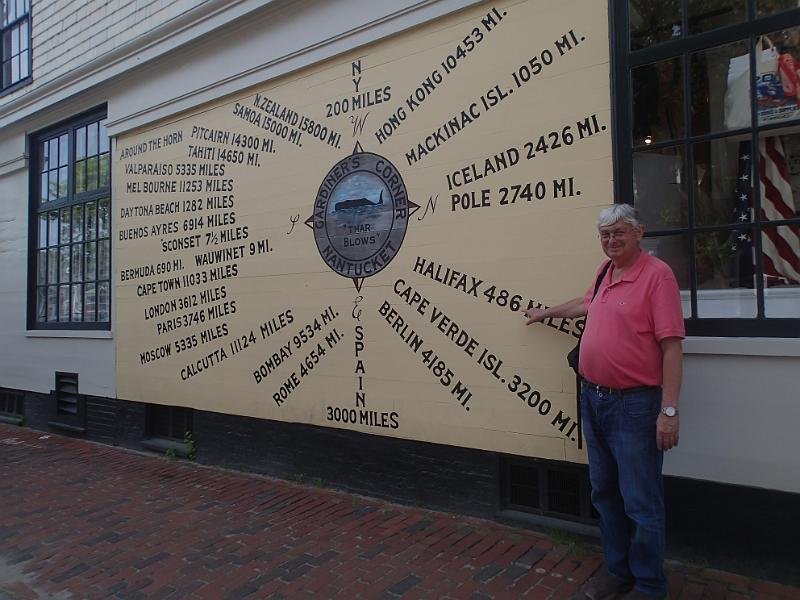 NY
200 MILES
W
HONG KONG 10453 MI.
MACKINAC ISL. 1050 MI.
ICELAND 2426 MI.
POLE 2740 MI.
N
HALIFAX 486 MILES
CAPE VERDE ISL. 3200 MI.
BERLIN 4185 MI.
E
SPAIN
3000 MILES
ROME 4654 MI.
BOMBAY 9534 MI.
CALCUTTA 11124 MILES
MOSCOW 5335 MILES
PARIS 3746 MILES
LONDON 3612 MILES
CAPE TOWN 11033 MILES
BERMUDA 690 MI. WAUWINET 9 MI.
'SCONSET 7½ MILES
BUENOS AYRES 6914 MILES
DAYTONA BEACH 1282 MILES
MELBOURNE 11253 MILES
VALPARAISO 5335 MILES
AROUND THE HORN
PITCAIRN 14300 MI.
TAHITI 14650 MI.
SAMOA 15000 MI.
N.ZEALAND 15800 MI.
S
GARDINER'S CORNER
"THAR
BLOWS"
NANTUCKET